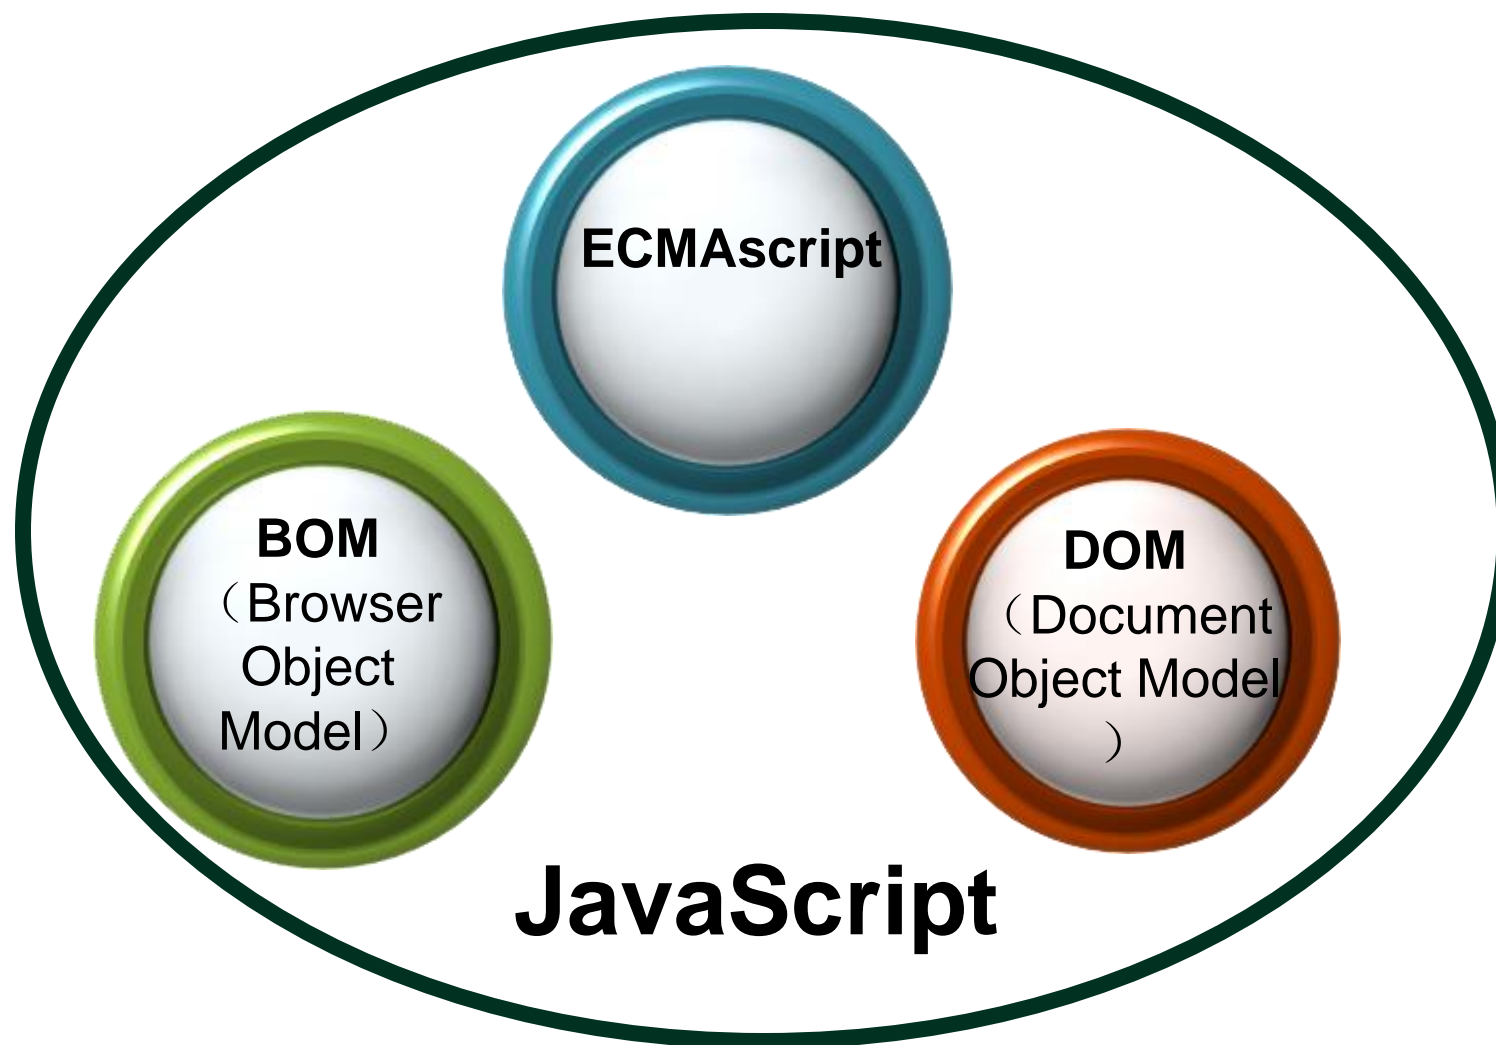 ECMAscript
BOM
（Browser
Object
Model）
DOM
（Document
Object Model
）
JavaScript